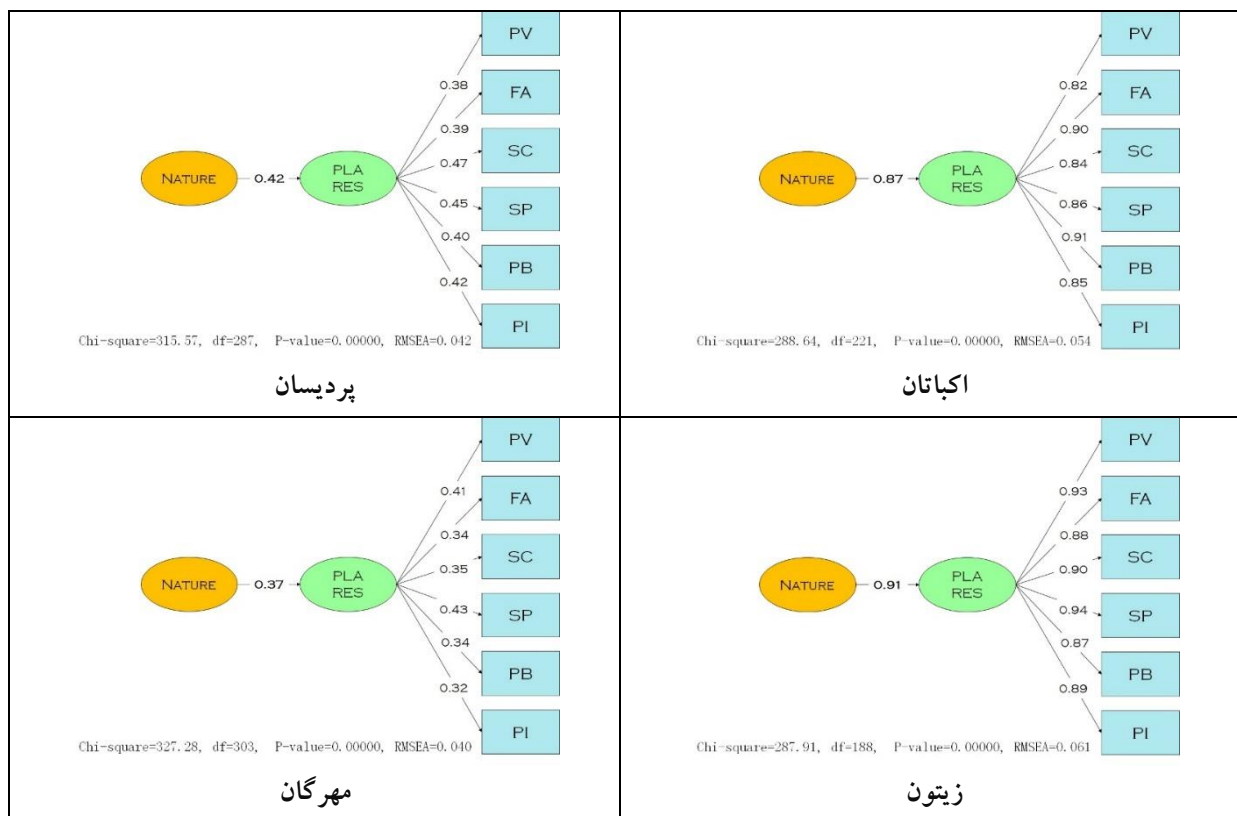 PV
0.38
FA
0.39
SC
0.47
NATURE
0.42
PLA
RES
0.45
SP
0.40
PB
0.42
PI
Chi-square=315.57, df=287, P-value=0.00000, RMSEA=0.042
پردیسان
PV
0.82
FA
0.90
SC
0.84
NATURE
0.87
PLA
RES
0.86
SP
0.91
PB
0.85
PI
Chi-square=288.64, df=221, P-value=0.00000, RMSEA=0.054
اکباتان
PV
0.41
FA
0.34
SC
0.35
NATURE
0.37
PLA
RES
0.43
SP
0.34
PB
0.32
PI
Chi-square=327.28, df=303, P-value=0.00000, RMSEA=0.040
مهرگان
PV
0.93
FA
0.88
SC
0.90
NATURE
0.91
PLA
RES
0.94
SP
0.87
PB
0.89
PI
Chi-square=287.91, df=188, P-value=0.00000, RMSEA=0.061
زیتون